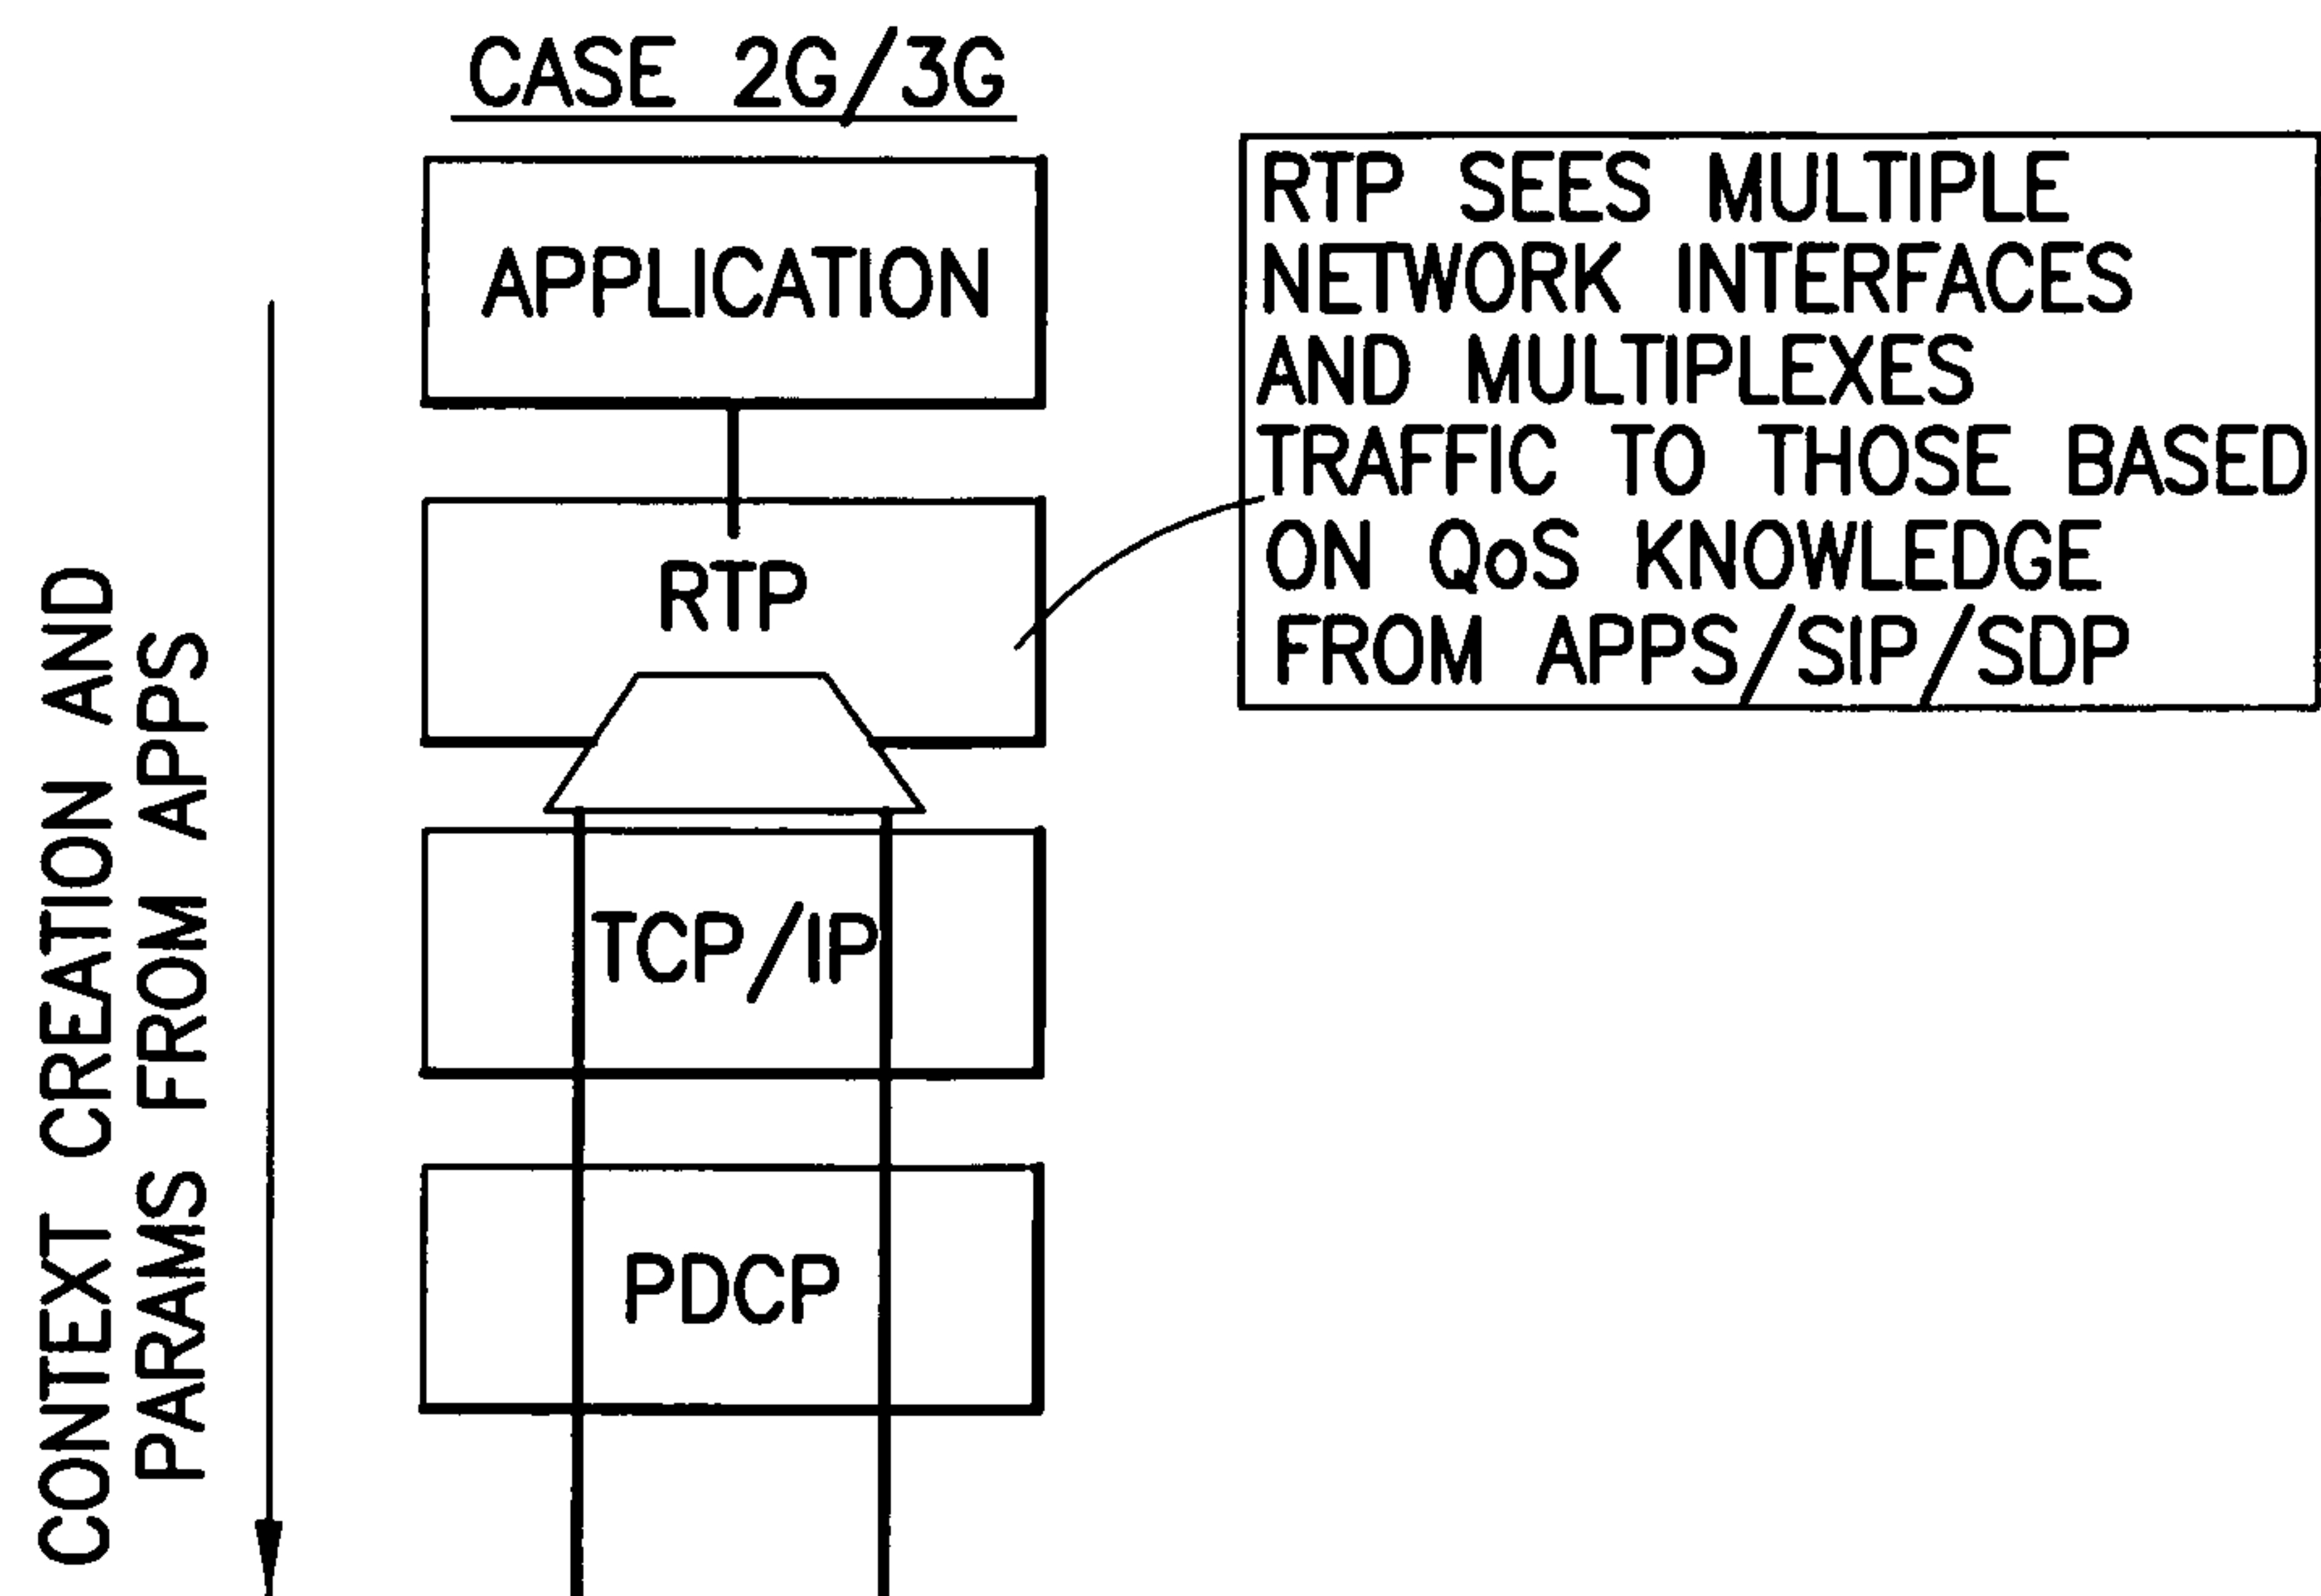 CASE 2G/3G
APPLICATION
RTP SEES MULTIPLE
NETWORK INTERFACES
AND MULTIPLEXES
TRAFFIC TO THOSE BASED
ON QoS KNOWLEDGE
FROM APPS/SIP/SDP
RTP
TCP/IP
PDCP
CONTEXT CREATION AND
PARAMS FROM APPS